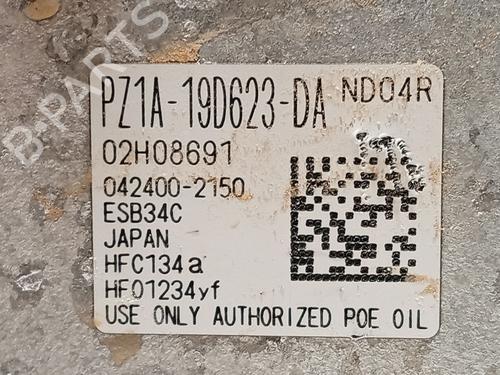 B-PARTS
PZ1A-19D623-DA ND04R
02H08691
042400-2150
ESB34C
JAPAN
HFC134a
HFO1234yf
USE ONLY AUTHORIZED POE OIL